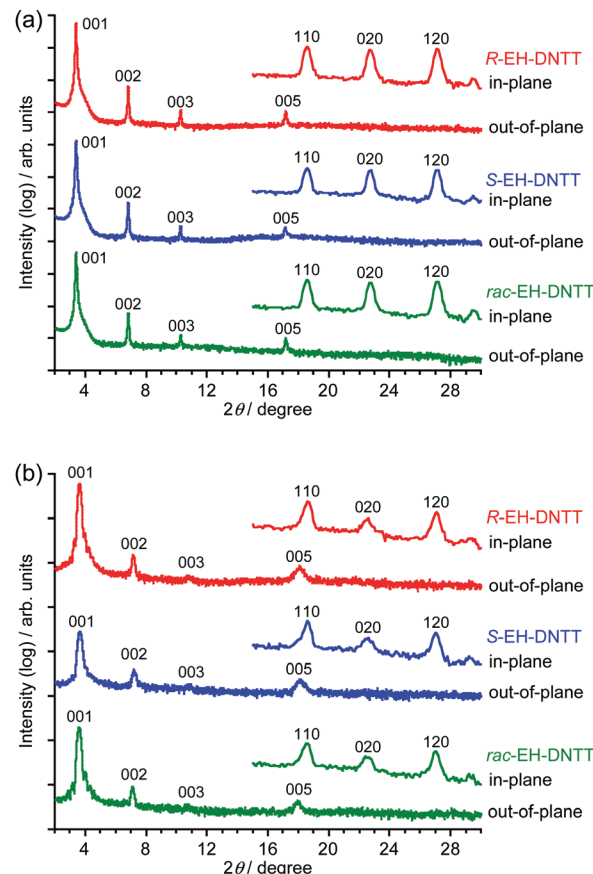 (a)
001
110
020
120
R-EH-DNTT
in-plane
002
003
005
out-of-plane
001
110
020
120
S-EH-DNTT
in-plane
002
003
005
out-of-plane
001
110
020
120
rac-EH-DNTT
in-plane
002
003
005
out-of-plane
Intensity (log) / arb. units
4 8 12 16 20 24 28
2θ / degree
(b)
001
110
020
120
R-EH-DNTT
in-plane
002
003
005
out-of-plane
001
110
020
120
S-EH-DNTT
in-plane
002
003
005
out-of-plane
001
110
020
120
rac-EH-DNTT
in-plane
002
003
005
out-of-plane
Intensity (log) / arb. units
4 8 12 16 20 24 28
2θ / degree